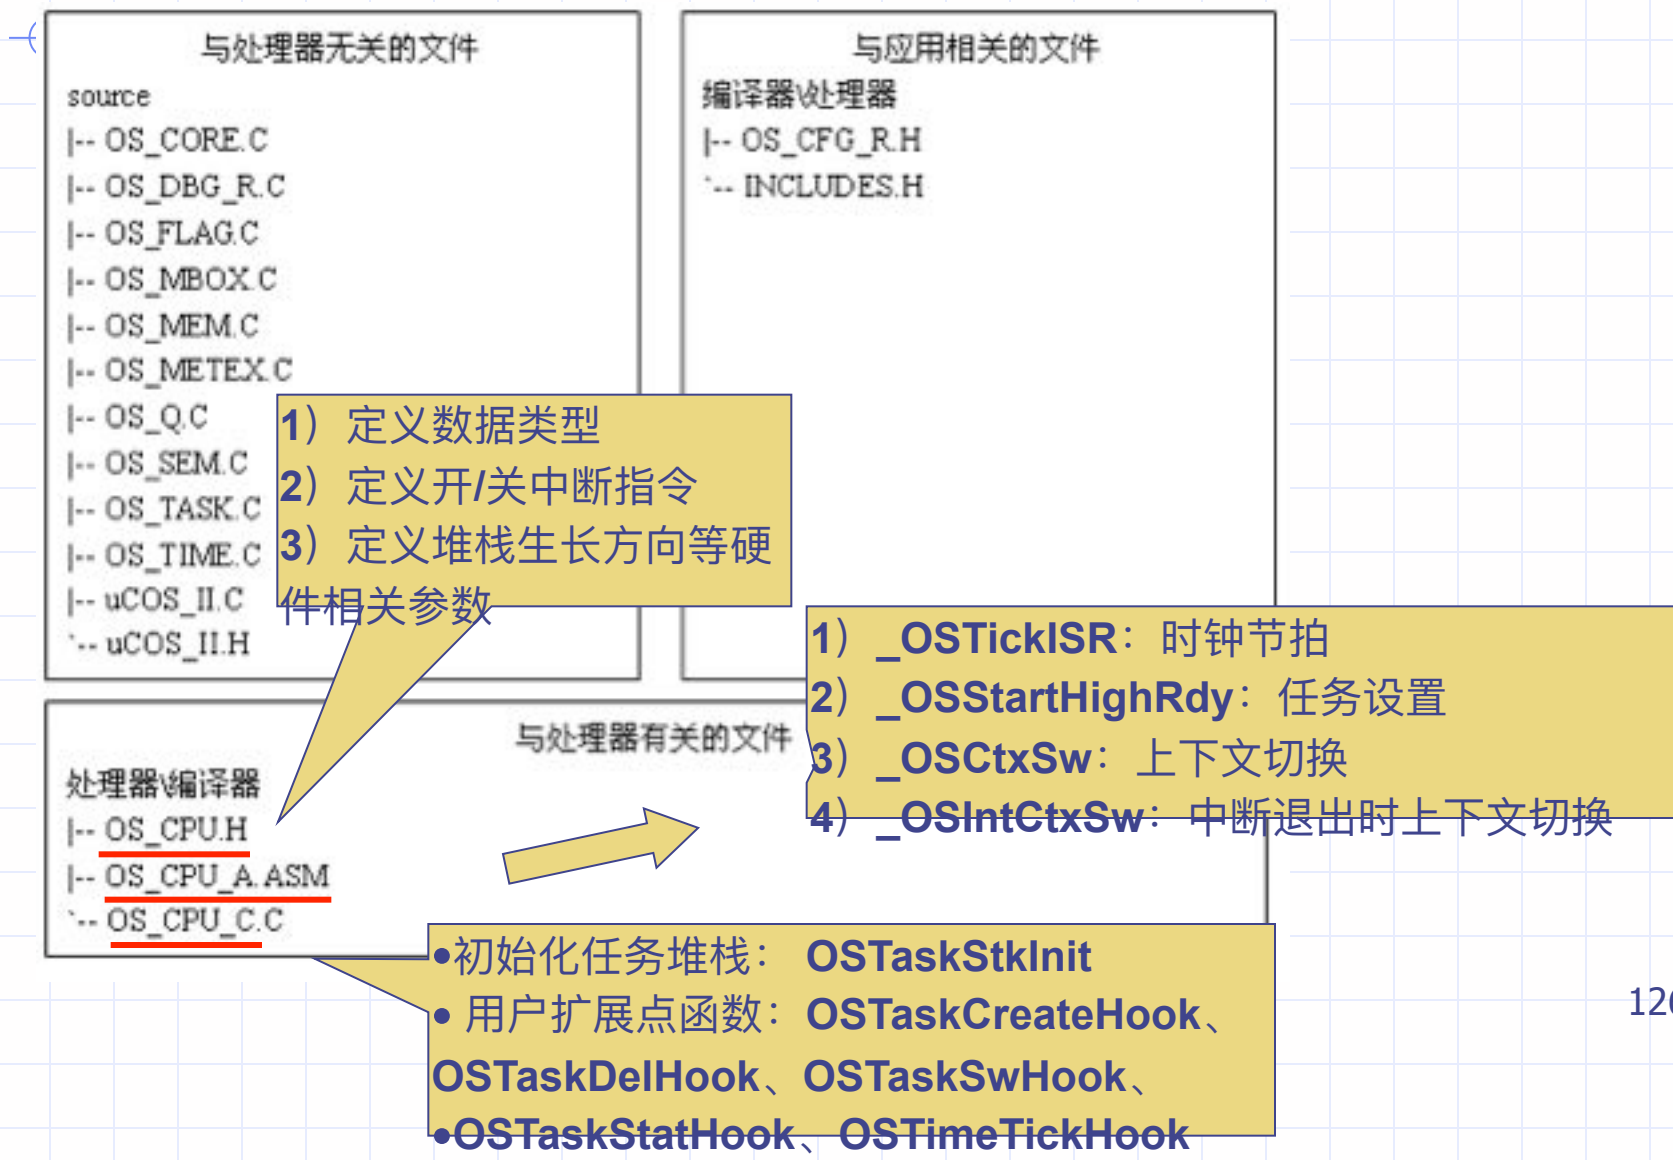 与处理器无关的文件
source
|-- OS_CORE.C
|-- OS_DBG_R.C
|-- OS_FLAG.C
|-- OS_MBOX.C
|-- OS_MEM.C
|-- OS_METEX.C
|-- OS_Q.C
|-- OS_SEM.C
|-- OS_TASK.C
|-- OS_TIME.C
|-- uCOS_II.C
`-- uCOS_II.H
与应用相关的文件
编译器\处理器
|-- OS_CFG_R.H
`-- INCLUDES.H
1）定义数据类型
2）定义开/关中断指令
3）定义堆栈生长方向等硬
件相关参数
与处理器有关的文件
处理器\编译器
|-- OS_CPU.H
|-- OS_CPU_A.ASM
`-- OS_CPU_C.C
1）_OSTickISR：时钟节拍
2）_OSStartHighRdy：任务设置
3）_OSCtxSw：上下文切换
4）_OSIntCtxSw：中断退出时上下文切换
•初始化任务堆栈： OSTaskStkInit
• 用户扩展点函数：OSTaskCreateHook、
OSTaskDelHook、OSTaskSwHook、
•OSTaskStatHook、OSTimeTickHook